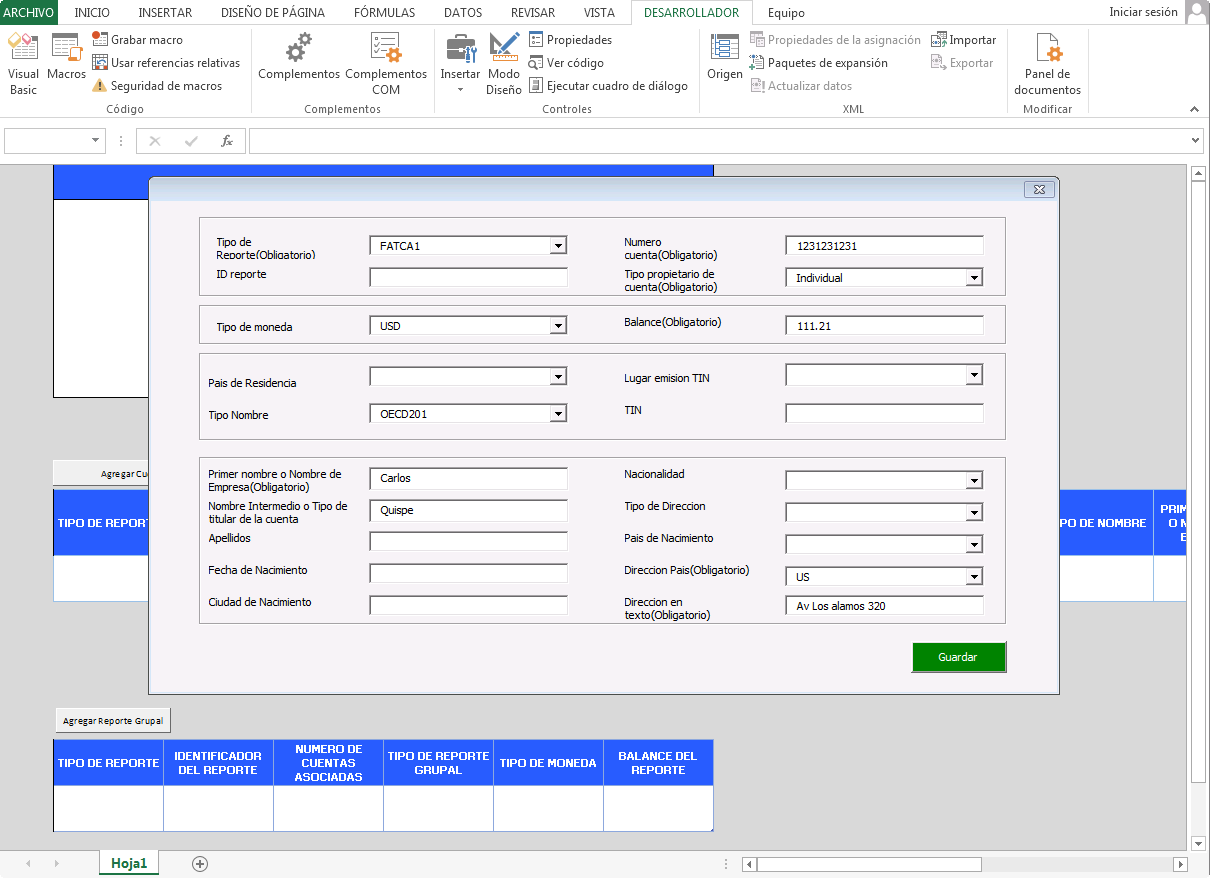 ARCHIVO INICIO INSERTAR DISEÑO DE PÁGINA FÓRMULAS DATOS REVISAR VISTA DESARROLLADOR Equipo Iniciar sesión
Visual Basic
Macros
Grabar macro
Usar referencias relativas
Seguridad de macros
Código
Complementos
Complementos COM
Complementos
Insertar
Modo Diseño
Propiedades
Ver código
Ejecutar cuadro de diálogo
Controles
Origen
Propiedades de la asignación
Paquetes de expansión
Actualizar datos
Importar
Exportar
XML
Panel de documentos
Modificar
fx
Tipo de
Reporte(Obligatorio)
FATCA1
Numero
cuenta(Obligatorio)
1231231231
ID reporte
Tipo propietario de
cuenta(Obligatorio)
Individual
Tipo de moneda
USD
Balance(Obligatorio)
111.21
Pais de Residencia
Lugar emision TIN
Tipo Nombre
OECD201
TIN
Primer nombre o Nombre de
Empresa(Obligatorio)
Carlos
Nacionalidad
Nombre Intermedio o Tipo de
titular de la cuenta
Quispe
Tipo de Direccion
Apellidos
Pais de Nacimiento
Fecha de Nacimiento
Direccion Pais(Obligatorio)
US
Ciudad de Nacimiento
Direccion en
texto(Obligatorio)
Av Los alamos 320
Guardar
Agregar Cu
TIPO DE REPORT
PO DE NOMBRE
PRIM
O N
E
Agregar Reporte Grupal
TIPO DE REPORTE
IDENTIFICADOR
DEL REPORTE
NUMERO DE
CUENTAS
ASOCIADAS
TIPO DE REPORTE
GRUPAL
TIPO DE MONEDA
BALANCE DEL
REPORTE
Hoja1